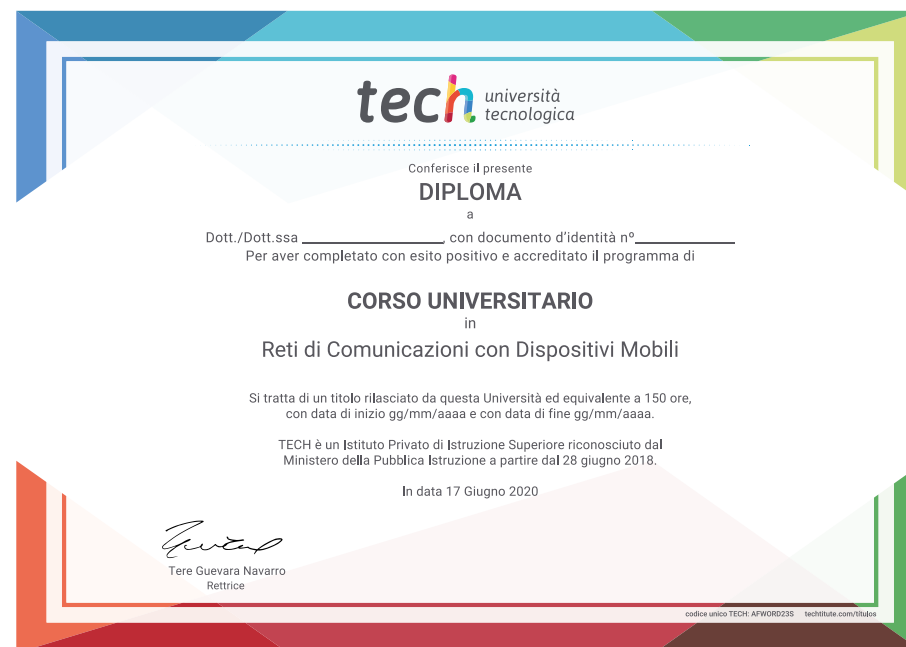 tech università
tecnologica
Conferisce il presente
DIPLOMA
a
Dott./Dott.ssa ________________, con documento d'identità nº____________
Per aver completato con esito positivo e accreditato il programma di
CORSO UNIVERSITARIO
in
Reti di Comunicazioni con Dispositivi Mobili
Si tratta di un titolo rilasciato da questa Università ed equivalente a 150 ore,
con data di inizio gg/mm/aaaa e con data di fine gg/mm/aaaa.
TECH è un Istituto Privato di Istruzione Superiore riconosciuto dal
Ministero della Pubblica Istruzione a partire dal 28 giugno 2018.
In data 17 Giugno 2020
Tere Guevara Navarro
Rettrice
codice unico TECH: AFWORD23S techtitute.com/títulos